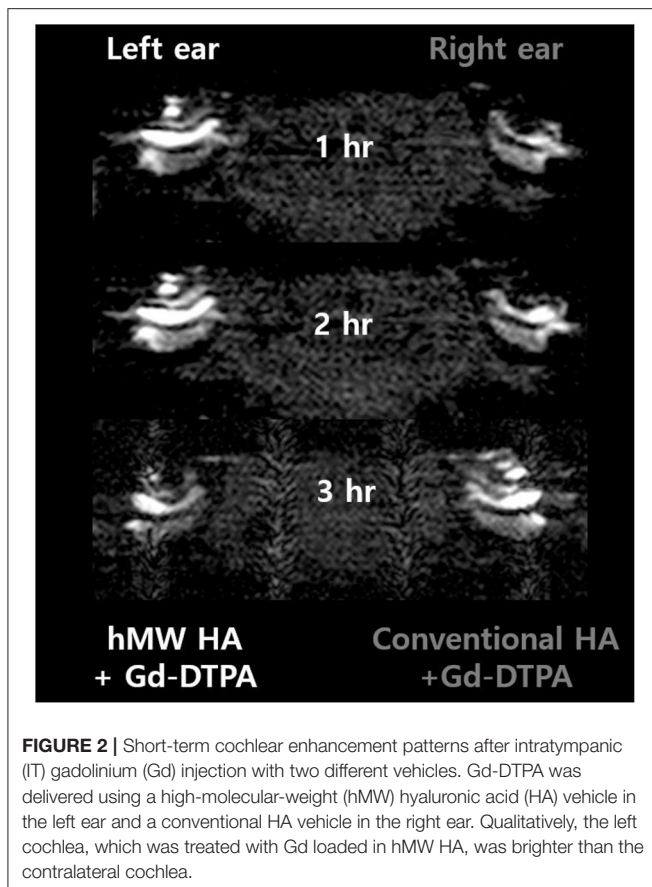 Left ear Right ear
1 hr
2 hr
3 hr
hMW HA Conventional HA
+ Gd-DTPA +Gd-DTPA
FIGURE 2 | Short-term cochlear enhancement patterns after intratympanic
(IT) gadolinium (Gd) injection with two different vehicles. Gd-DTPA was
delivered using a high-molecular-weight (hMW) hyaluronic acid (HA) vehicle in
the left ear and a conventional HA vehicle in the right ear. Qualitatively, the left
cochlea, which was treated with Gd loaded in hMW HA, was brighter than the
contralateral cochlea.